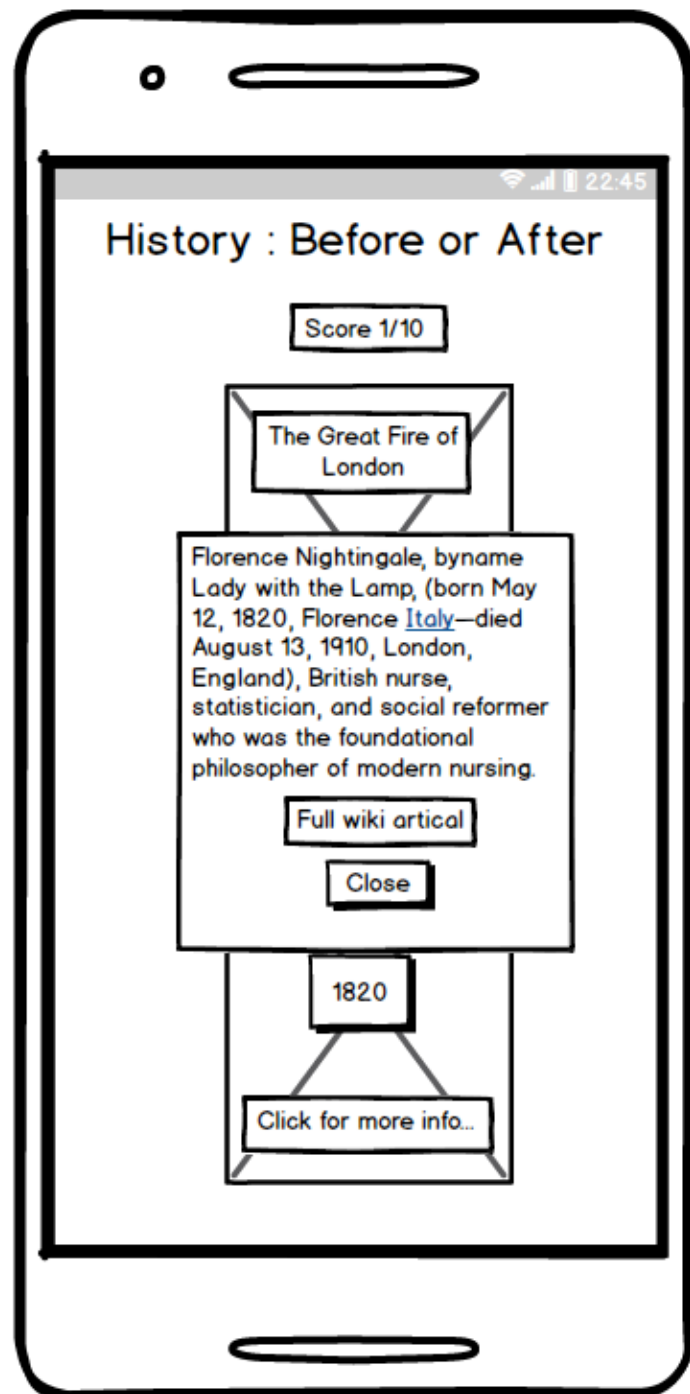 22:45
History : Before or After
Score 1/10
The Great Fire of
London
Florence Nightingale, byname
Lady with the Lamp, (born May
12, 1820, Florence Italy—died
August 13, 1910, London,
England), British nurse,
statistician, and social reformer
who was the foundational
philosopher of modern nursing.
Full wiki artical
Close
1820
Click for more info...